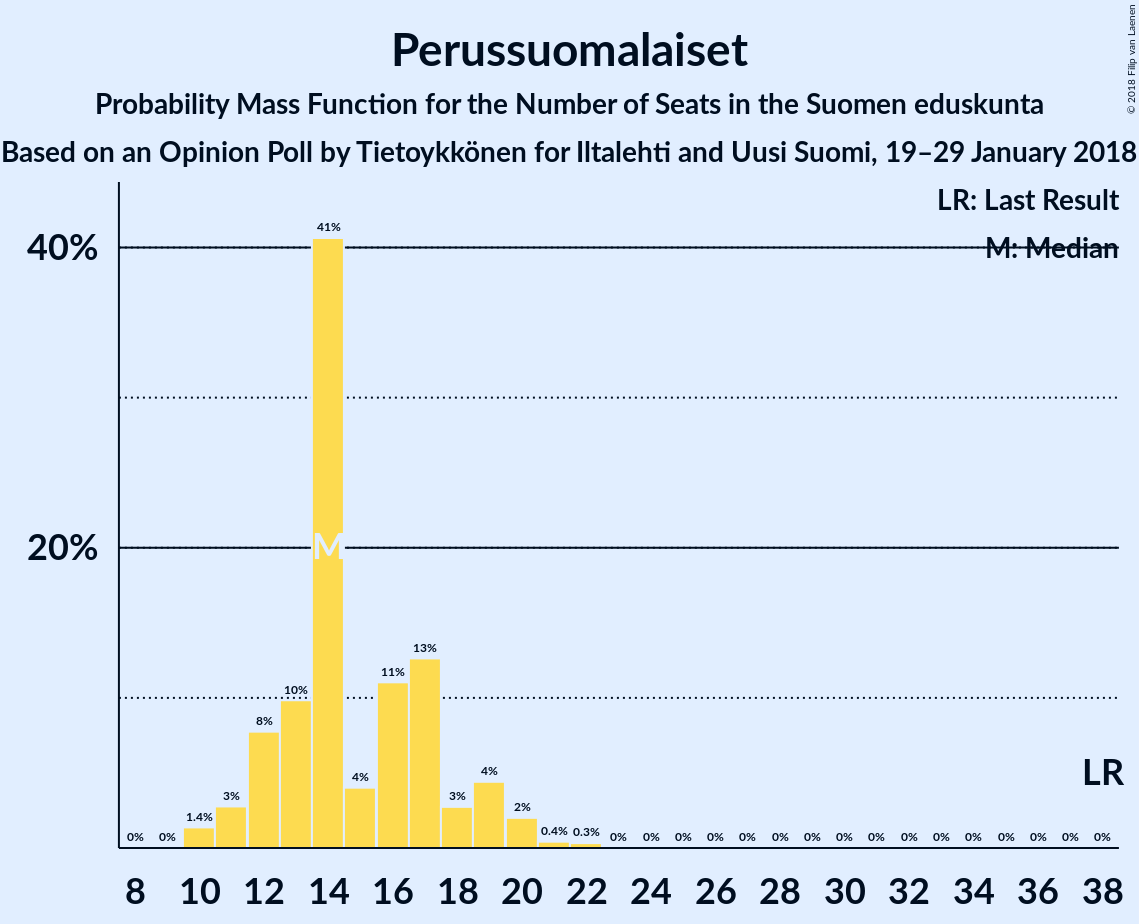 Perussuomalaiset
Probability Mass Function for the Number of Seats in the Suomen eduskunta
Based on an Opinion Poll by Tietoykkönen for Iltalehti and Uusi Suomi, 19–29 January 2018
© 2018 Filip van Laenen
LR: Last Result
M: Median
40%
20%
41%
M
13%
11%
10%
8%
4%
4%
3%
3%
2%
1.4%
0.4%
0.3%
0% 0% 0% 0% 0% 0% 0% 0% 0% 0% 0% 0% 0% 0% 0% 0% 0% 0%
LR
8 10 12 14 16 18 20 22 24 26 28 30 32 34 36 38